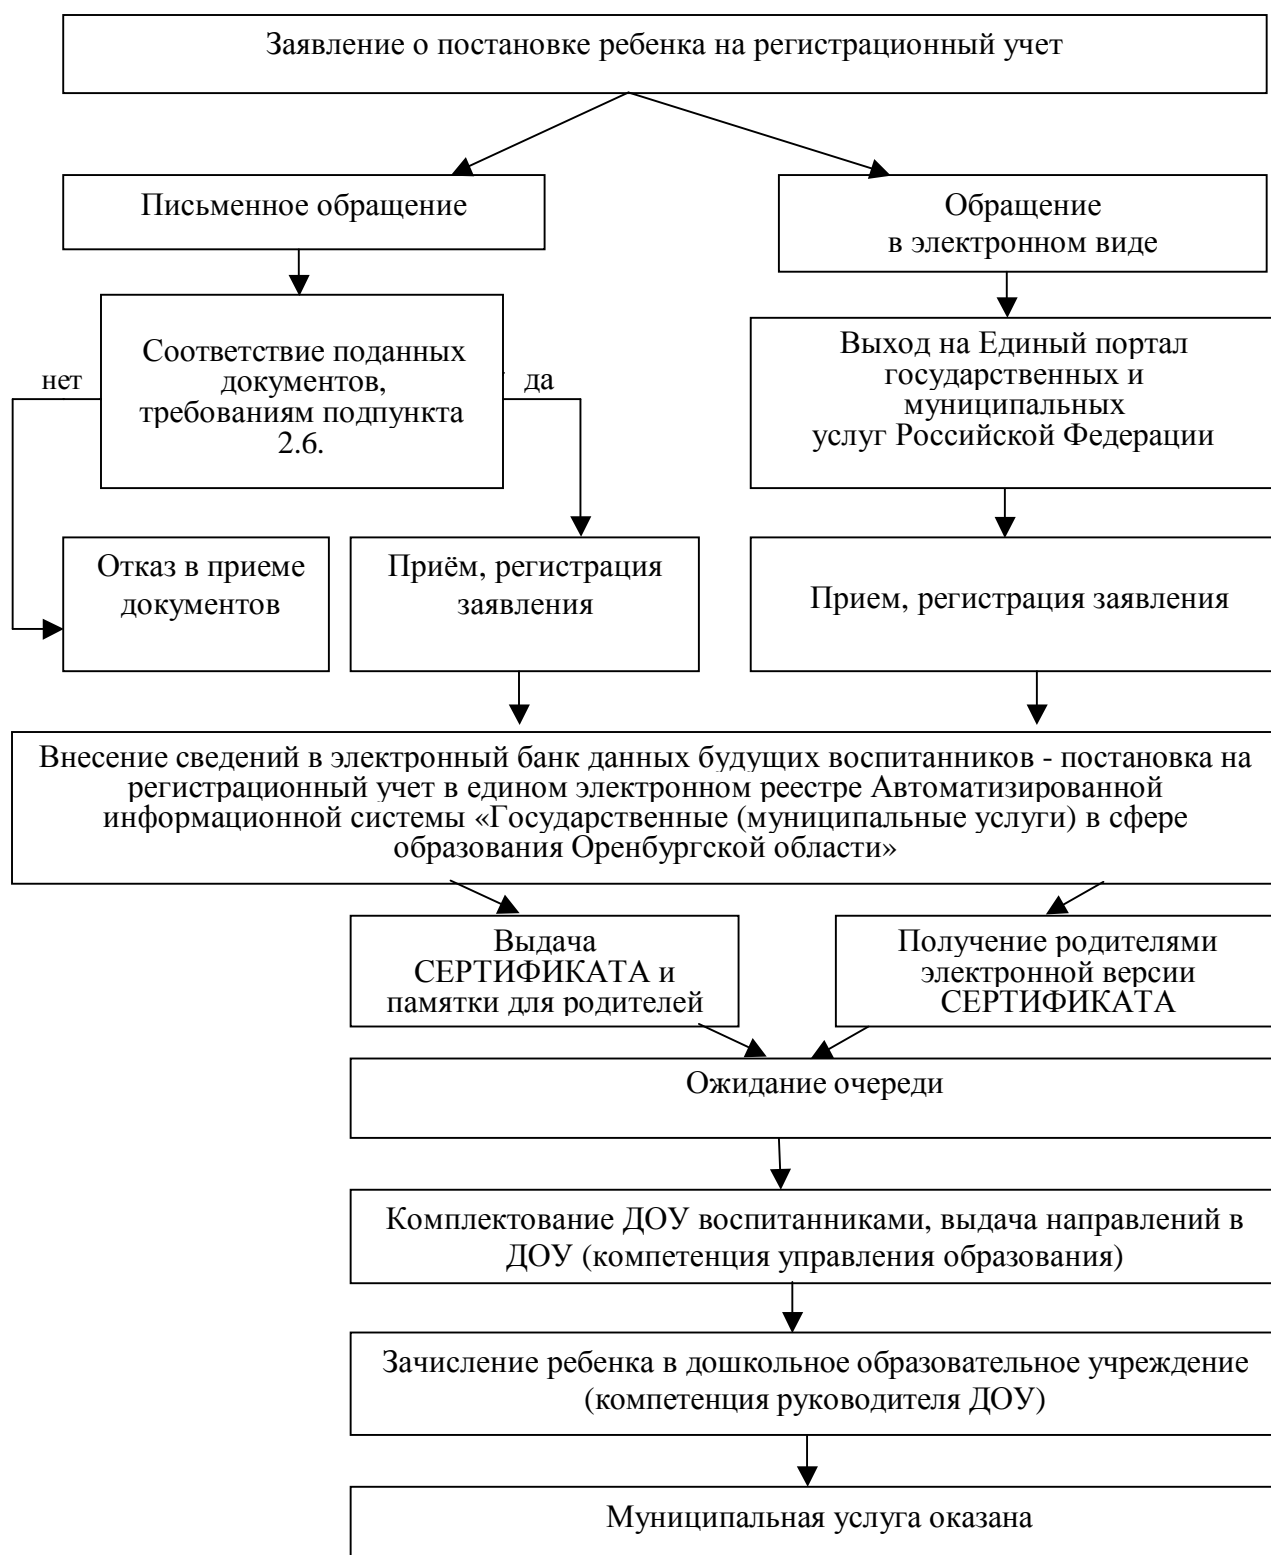 Заявление о постановке ребенка на регистрационный учет
Письменное обращение
Обращение
в электронном виде
Соответствие поданных
документов,
требованиям подпункта
2.6.
нет
да
Выход на Единый портал
государственных и
муниципальных
услуг Российской Федерации
Отказ в приеме
документов
Приём, регистрация
заявления
Прием, регистрация заявления
Внесение сведений в электронный банк данных будущих воспитанников - постановка на
регистрационный учет в едином электронном реестре Автоматизированной
информационной системы «Государственные (муниципальные услуги) в сфере
образования Оренбургской области»
Выдача
СЕРТИФИКАТА и
памятки для родителей
Получение родителями
электронной версии
СЕРТИФИКАТА
Ожидание очереди
Комплектование ДОУ воспитанниками, выдача направлений в
ДОУ (компетенция управления образования)
Зачисление ребенка в дошкольное образовательное учреждение
(компетенция руководителя ДОУ)
Муниципальная услуга оказана